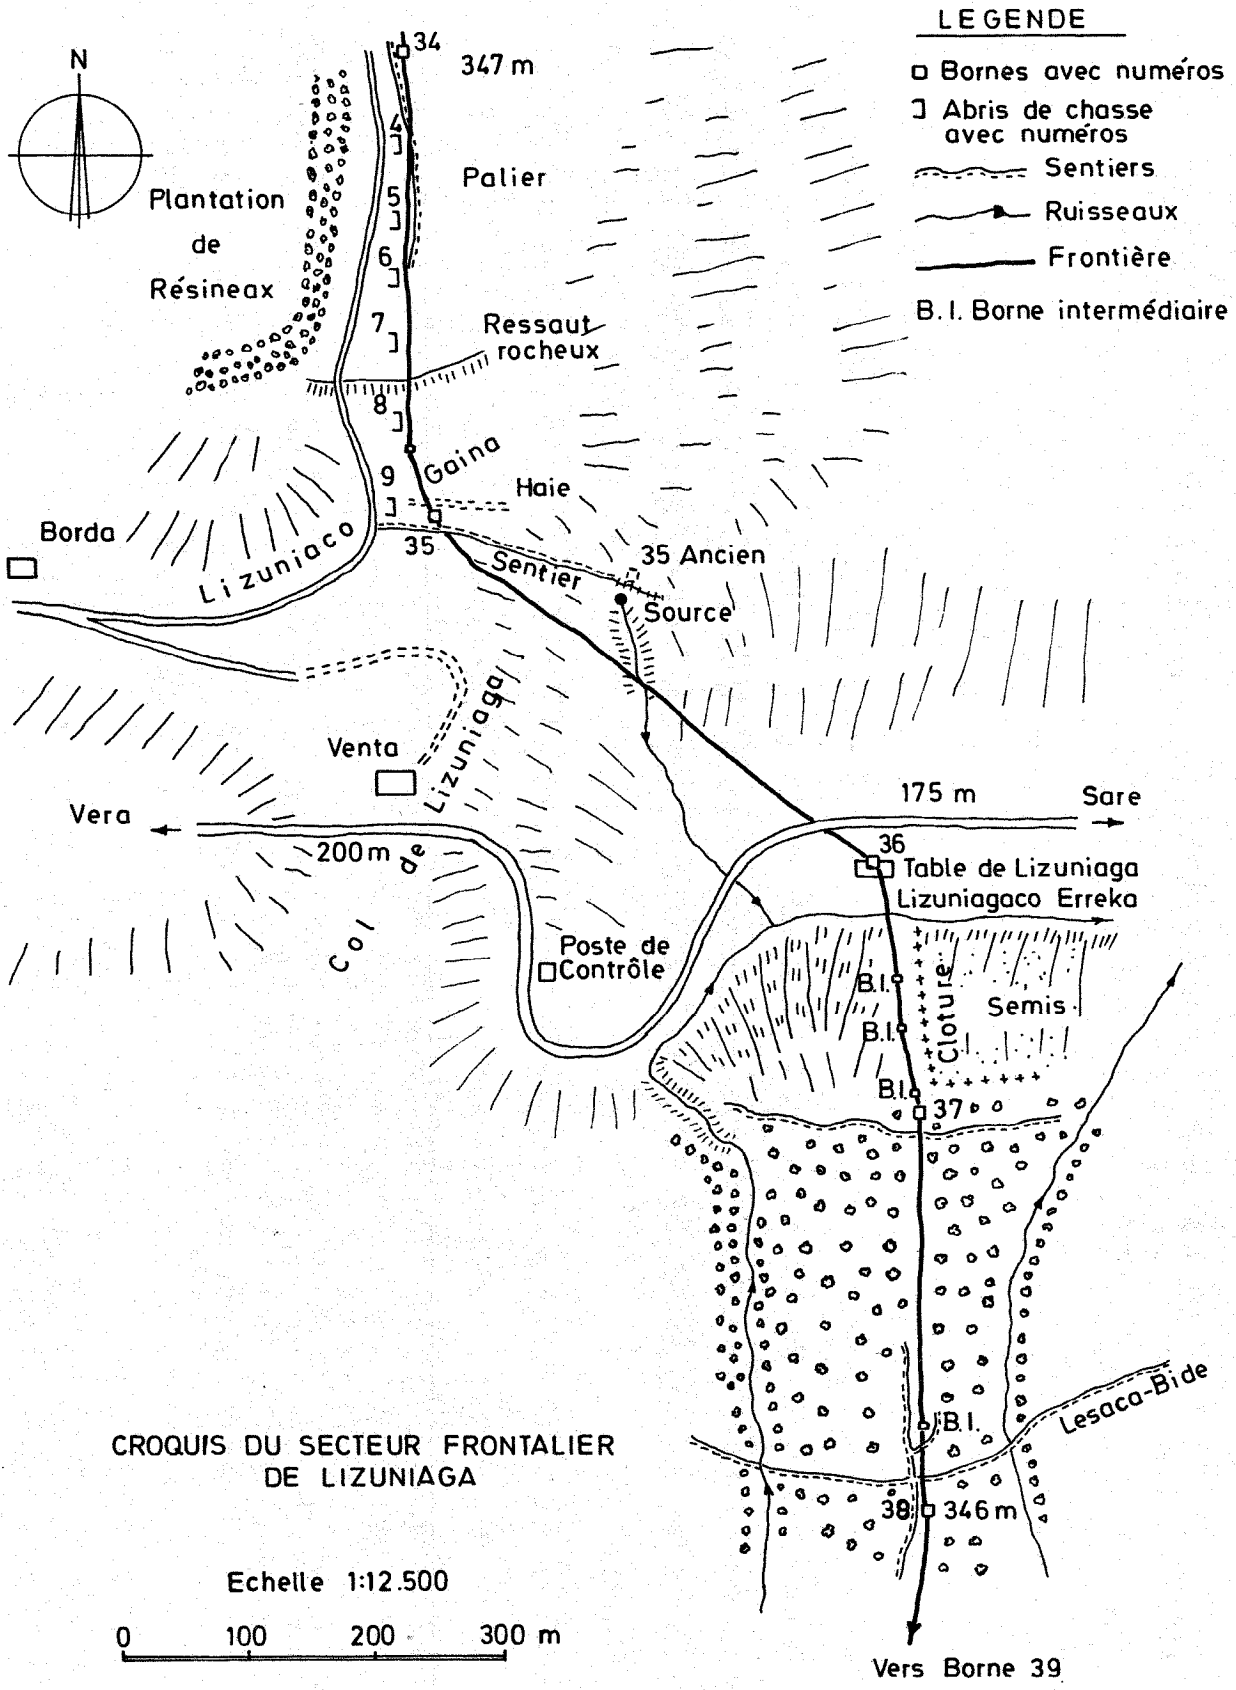 LEGENDE
Bornes avec numéros
Abris de chasse
avec numéros
Sentiers
Ruisseaux
Frontière
B.I. Borne intermédiaire
N
34
347 m
4
Palier
5
Plantation
de
Résineax
6
7
Ressaut
rocheux
8
Gaina
9
Haie
Borda
35
Lizuniaco
Sentier
35 Ancien
Source
Venta
Col de Lizuniaga
Vera
200 m
175 m
Sare
36
Table de Lizuniaga
Lizuniagaco Erreka
Poste de
Contrôle
B.I.
Cloture
Semis
B.I.
B.I.
37
Lesaca-Bide
B.I.
38
346 m
CROQUIS DU SECTEUR FRONTALIER
DE LIZUNIAGA
Echelle 1:12.500
0 100 200 300 m
Vers Borne 39